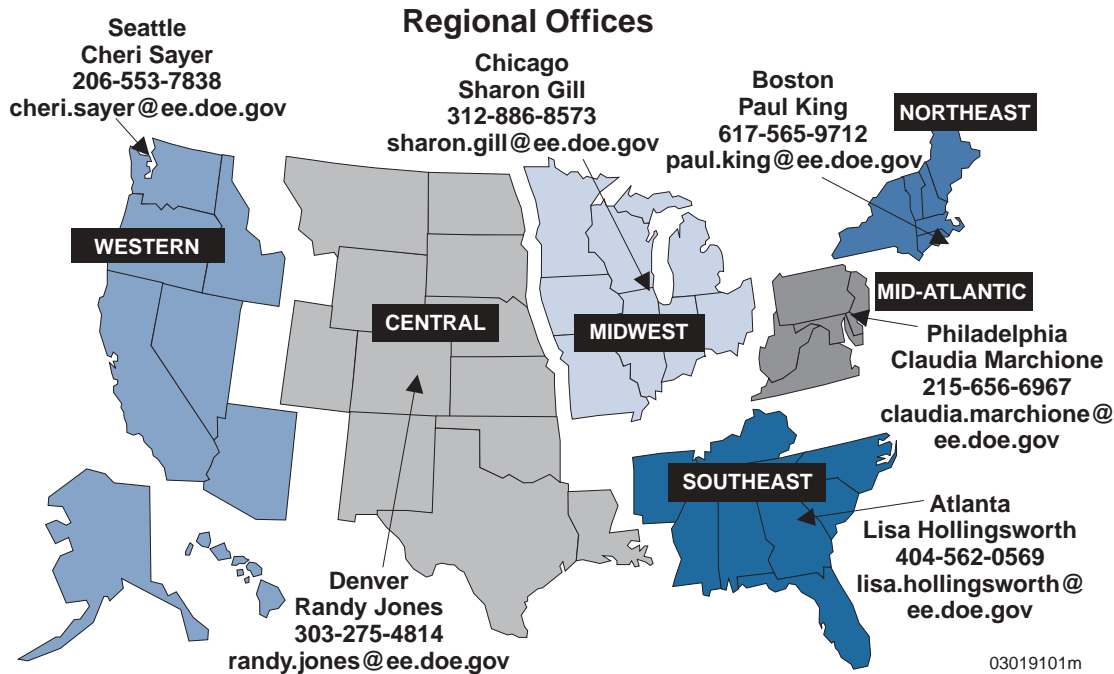 Regional Offices
Seattle
Cheri Sayer
206-553-7838
cheri.sayer@ee.doe.gov
Chicago
Sharon Gill
312-886-8573
sharon.gill@ee.doe.gov
Boston
Paul King
617-565-9712
paul.king@ee.doe.gov
NORTHEAST
WESTERN
CENTRAL
MIDWEST
MID-ATLANTIC
Philadelphia
Claudia Marchione
215-656-6967
claudia.marchione@
ee.doe.gov
SOUTHEAST
Atlanta
Lisa Hollingsworth
404-562-0569
lisa.hollingsworth@
ee.doe.gov
Denver
Randy Jones
303-275-4814
randy.jones@ee.doe.gov
03019101m